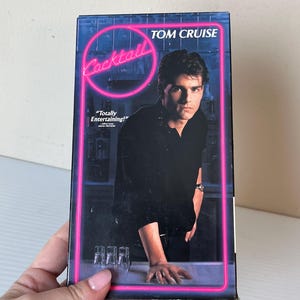 TOM CRUISE
Cocktail
"Totally
Entertaining!"